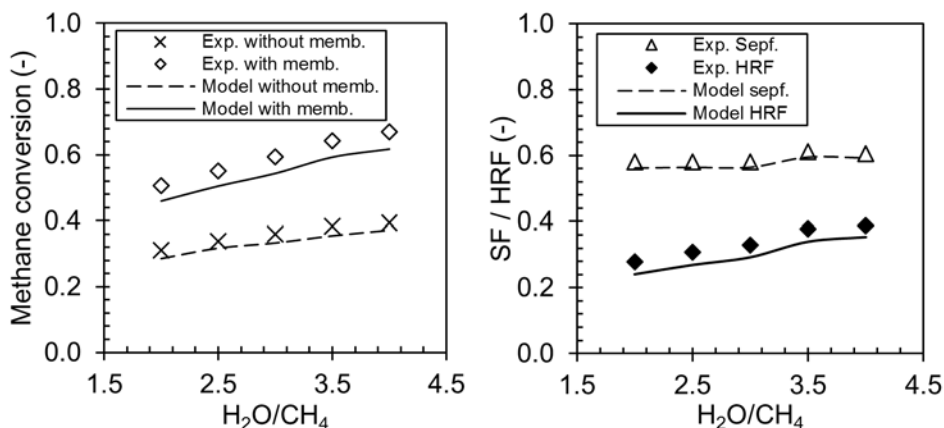 Methane conversion (-)
1.0
0.8
0.6
0.4
0.2
0.0
Exp. without memb.
Exp. with memb.
Model without memb.
Model with memb.
1.5 2.5 3.5 4.5
H₂O/CH₄
SF / HRF (-)
1.0
0.8
0.6
0.4
0.2
0.0
Exp. Sepf.
Exp. HRF
Model sepf.
Model HRF
1.5 2.5 3.5 4.5
H₂O/CH₄